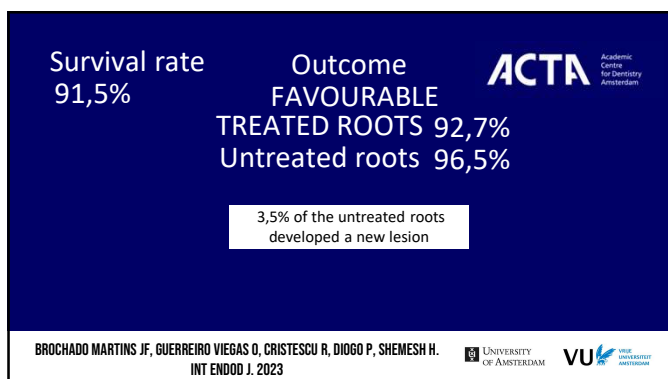 Survival rate
91,5%
Outcome
FAVOURABLE
TREATED ROOTS 92,7%
Untreated roots 96,5%
ACTA
Academic
Centre
for Dentistry
Amsterdam
3,5% of the untreated roots
developed a new lesion
BROCHADO MARTINS JF, GUERREIRO VIEGAS O, CRISTESCU R, DIOGO P, SHEMESH H.
INT ENDOD J. 2023
UNIVERSITY
OF AMSTERDAM
VU
VRIJE
UNIVERSITEIT
AMSTERDAM